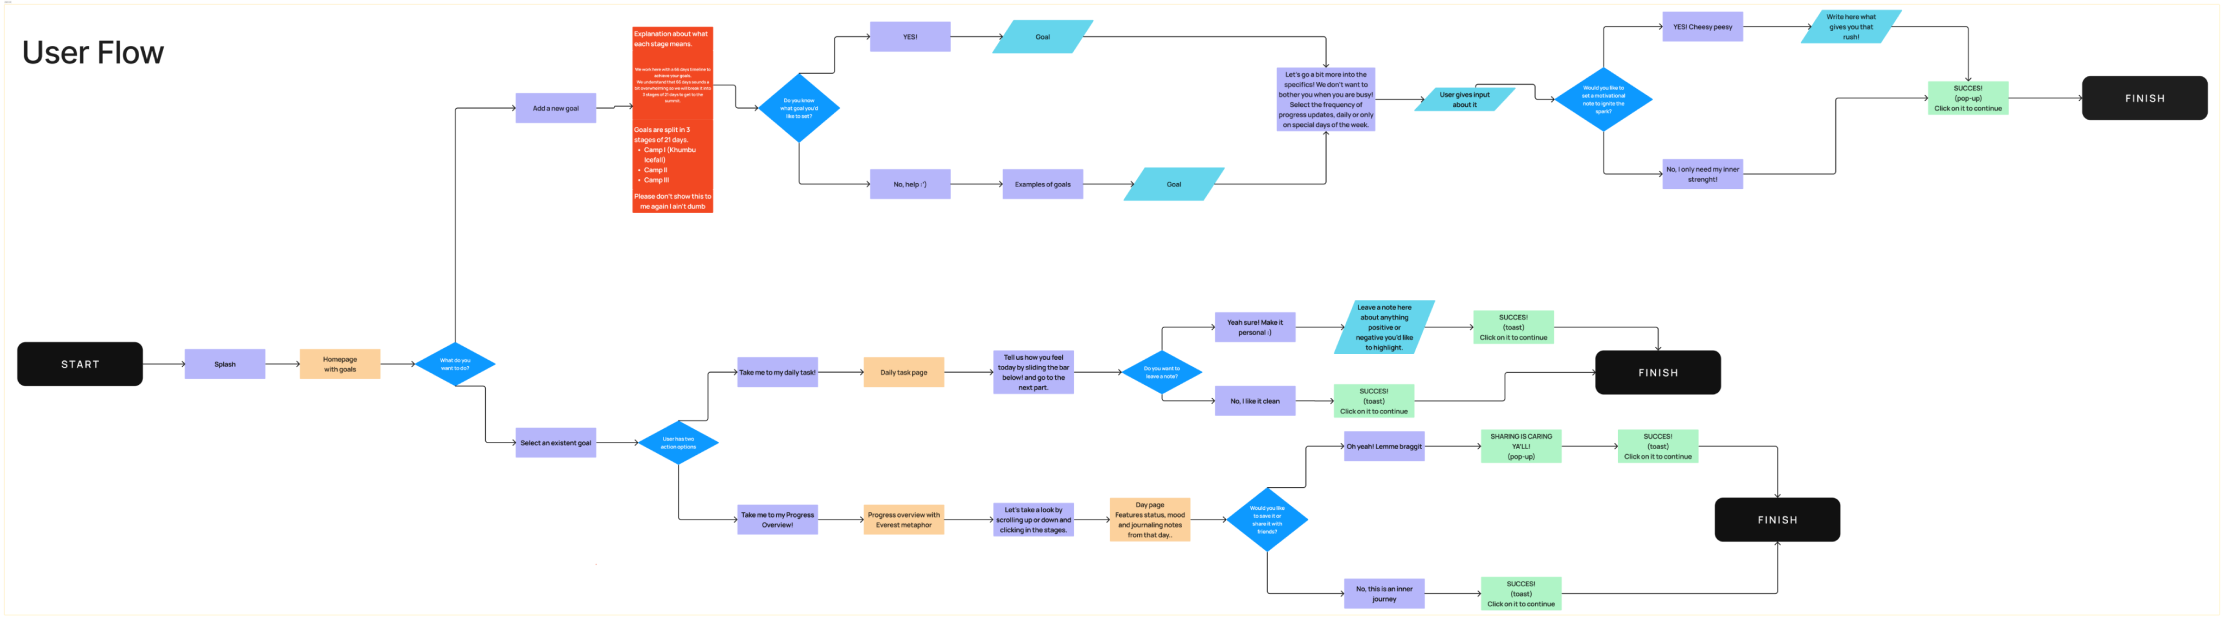 User Flow
START
Splash
Homepage
with goals
What do you
want to do?
Add a new goal
Explanation about what
each stage means.
We work here with a 66 days timeline to
achieve your goals.
We understand that 66 days sounds a
bit overwhelming so we will break it into
3 stages of 21 days to get to the
summit.
Goals are split in 3
stages of 21 days.
• Camp I (Khumbu
Icefall)
• Camp II
• Camp III
Please don't show this to
me again I ain't dumb
Do you know
what goal you'd
like to set?
YES!
Goal
No, help :')
Examples of goals
Goal
Let's go a bit more into the
specifics! We don't want to
bother you when you are busy!
Select the frequency of
progress updates, daily or only
on special days of the week.
User gives input
about it
Would you like to
set a motivational
note to ignite the
spark?
YES! Cheesy peesy
Write here what
gives you that
rush!
No, I only need my inner
strenght!
SUCCES!
(pop-up)
Click on it to continue
FINISH
Select an existent goal
User has two
action options
Take me to my daily task!
Daily task page
Tell us how you feel
today by sliding the bar
below! and go to the
next part.
Do you want to
leave a note?
Yeah sure! Make it
personal :)
Leave a note here
about anything
positive or
negative you'd like
to highlight.
SUCCES!
(toast)
Click on it to continue
No, I like it clean
SUCCES!
(toast)
Click on it to continue
FINISH
Take me to my Progress
Overview!
Progress overview with
Everest metaphor
Let's take a look by
scrolling up or down and
clicking in the stages.
Day page
Features status, mood
and journaling notes
from that day..
Would you like
to save it or
share it with
friends?
Oh yeah! Lemme braggit
SHARING IS CARING
YA'LL!
(pop-up)
SUCCES!
(toast)
Click on it to continue
No, this is an inner
journey
SUCCES!
(toast)
Click on it to continue
FINISH